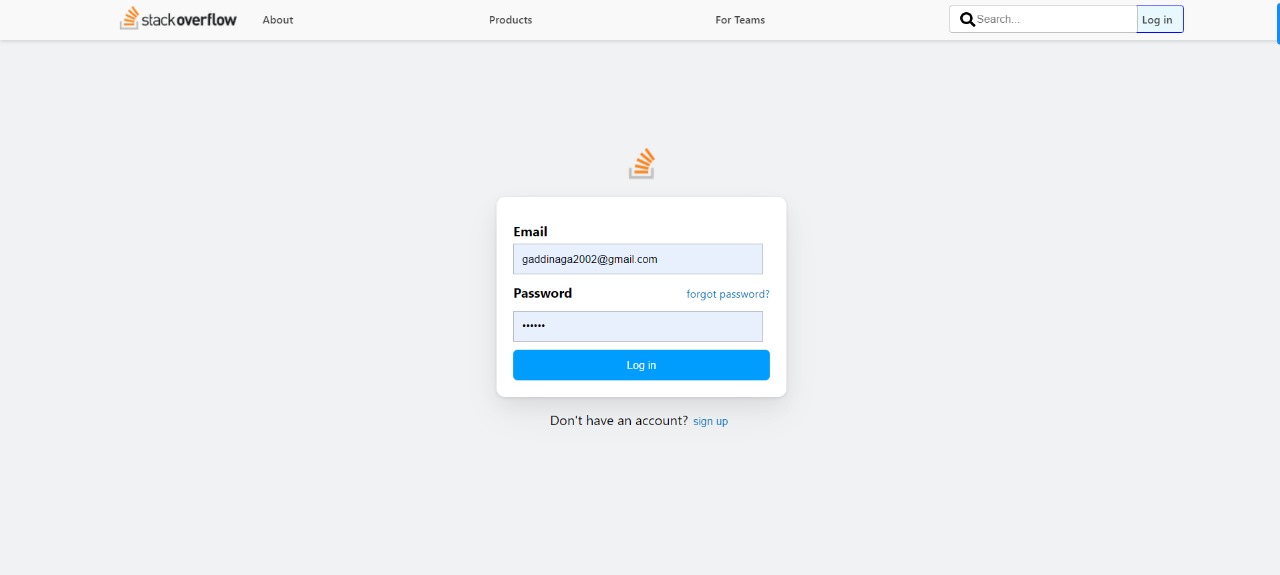 stackoverflow About Products For Teams Search... Log in
Email
gaddinaga2002@gmail.com
Password forgot password?
••••••
Log in
Don't have an account? sign up